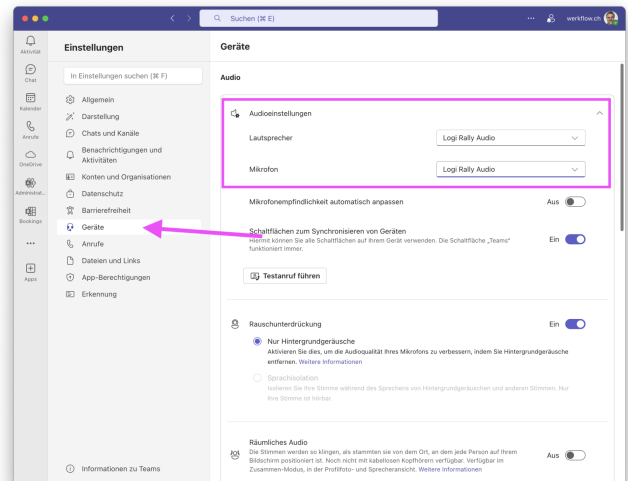 Suchen (⌘ E)
werkflow.ch
Aktivität
Chat
Kalender
Anrufe
OneDrive
Administrat...
Bookings
Apps
Einstellungen
In Einstellungen suchen (⌘ F)
Allgemein
Darstellung
Chats und Kanäle
Benachrichtigungen und
Aktivitäten
Konten und Organisationen
Datenschutz
Barrierefreiheit
Geräte
Anrufe
Dateien und Links
App-Berechtigungen
Erkennung
Informationen zu Teams
Geräte
Audio
Audioeinstellungen
Lautsprecher
Logi Rally Audio
Mikrofon
Logi Rally Audio
Mikrofonempfindlichkeit automatisch anpassen
Aus
Schaltflächen zum Synchronisieren von Geräten
Ein
Hiermit können Sie alle Schaltflächen auf Ihrem Gerät verwenden. Die Schaltfläche „Teams"
funktioniert immer.
Testanruf führen
Rauschunterdrückung
Ein
Nur Hintergrundgeräusche
Aktivieren Sie dies, um die Audioqualität Ihres Mikrofons zu verbessern, indem Sie Hintergrundgeräusche
entfernen. Weitere Informationen
Sprachisolation
Isolieren Sie Ihre Stimme während des Sprechens von Hintergrundgeräuschen und anderen Stimmen. Nur
Ihre Stimme ist hörbar.
Räumliches Audio
Die Stimmen werden so klingen, als stammten sie von dem Ort, an dem jede Person auf Ihrem
Aus
Bildschirm positioniert ist. Noch nicht mit kabellosen Kopfhörern verfügbar. Verfügbar im
Zusammen-Modus, in der Profilfoto- und Sprecheransicht. Weitere Informationen